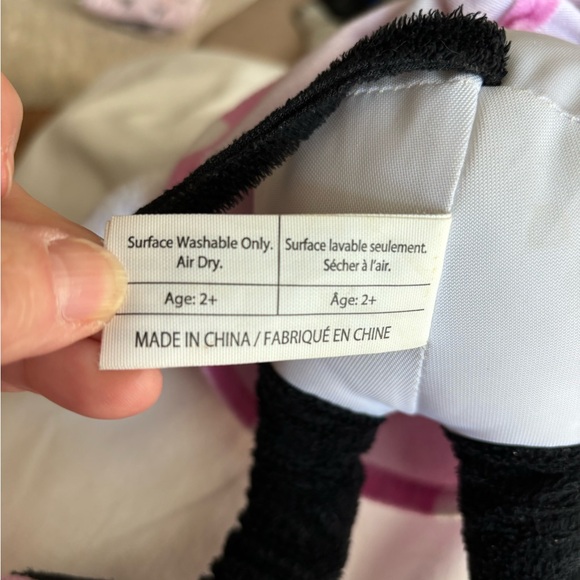 Surface Washable Only. Surface lavable seulement.
Air Dry. Sécher à l'air.
Age: 2+ Âge: 2+
MADE IN CHINA / FABRIQUÉ EN CHINE